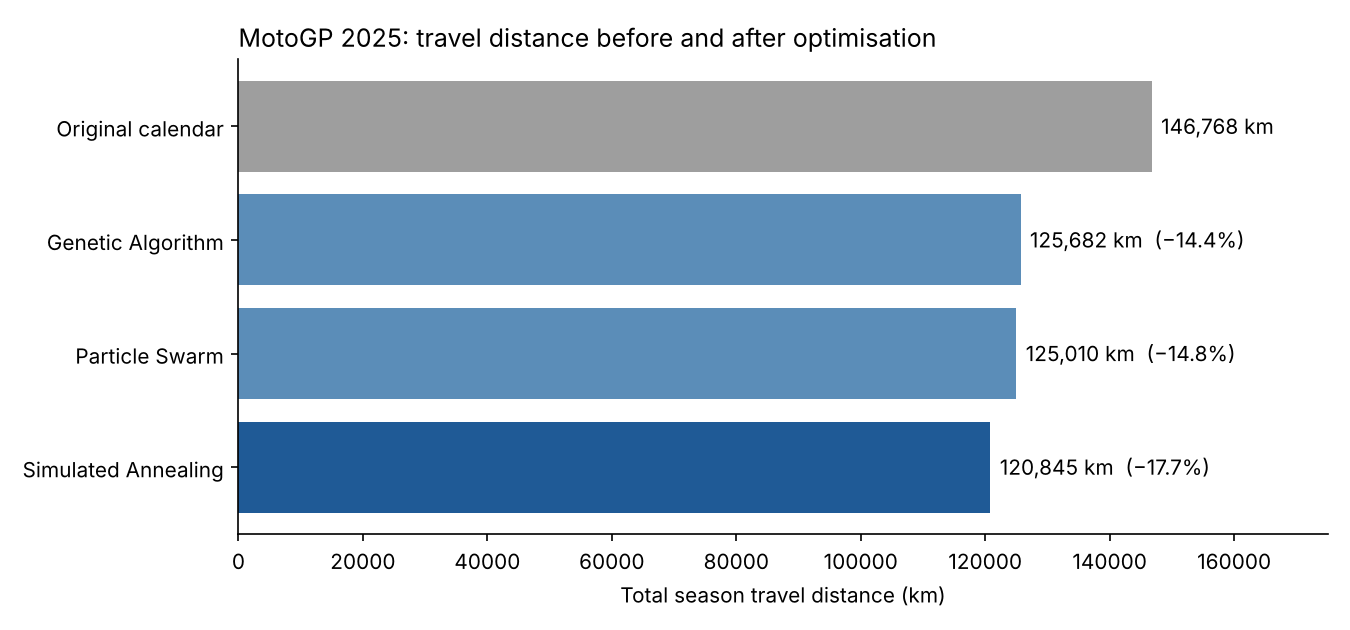 MotoGP 2025: travel distance before and after optimisation
Original calendar
146,768 km
Genetic Algorithm
125,682 km (−14.4%)
Particle Swarm
125,010 km (−14.8%)
Simulated Annealing
120,845 km (−17.7%)
0 20000 40000 60000 80000 100000 120000 140000 160000
Total season travel distance (km)